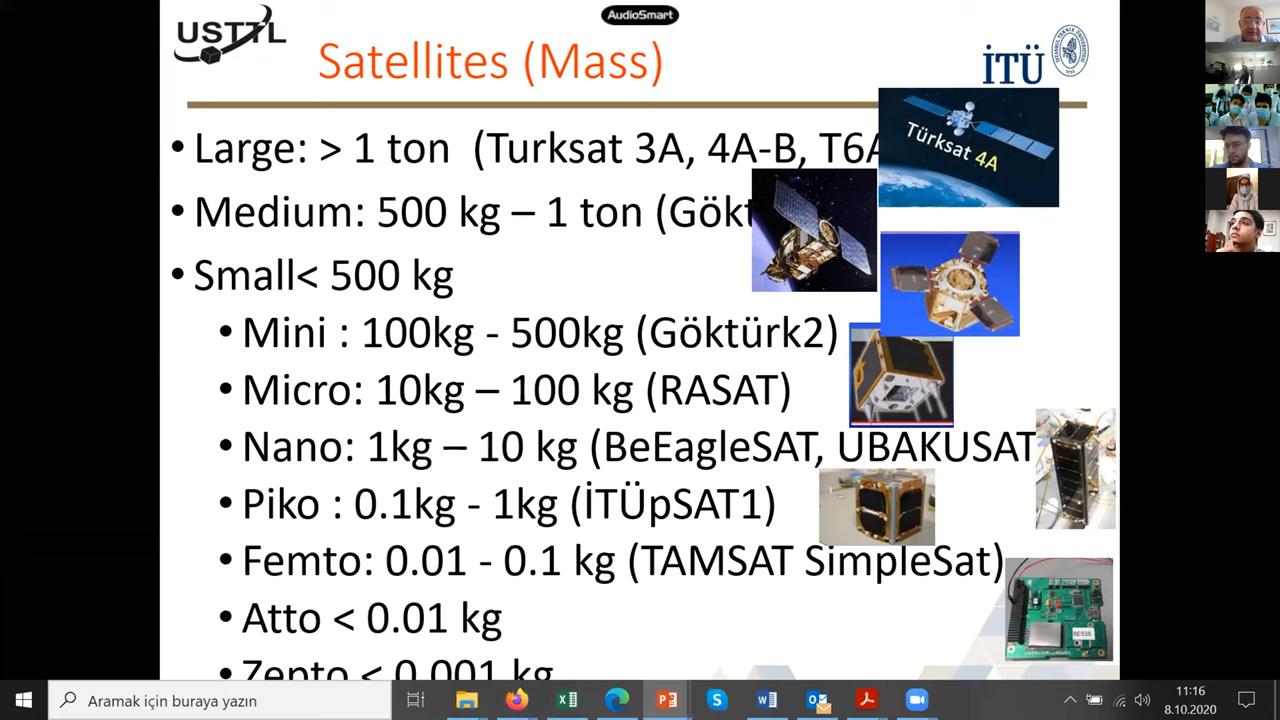 AudioSmart
USTTL
Satellites (Mass)
İTÜ
• Large: > 1 ton (Turksat 3A, 4A-B, T6A
Türksat 4A
• Medium: 500 kg – 1 ton (Gökt
• Small< 500 kg
• Mini : 100kg - 500kg (Göktürk2)
• Micro: 10kg – 100 kg (RASAT)
• Nano: 1kg – 10 kg (BeEagleSAT, UBAKUSAT
• Piko : 0.1kg - 1kg (İTÜpSAT1)
• Femto: 0.01 - 0.1 kg (TAMSAT SimpleSat)
• Atto < 0.01 kg
• Zepto < 0.001 kg
Aramak için buraya yazın
11:16
8.10.2020